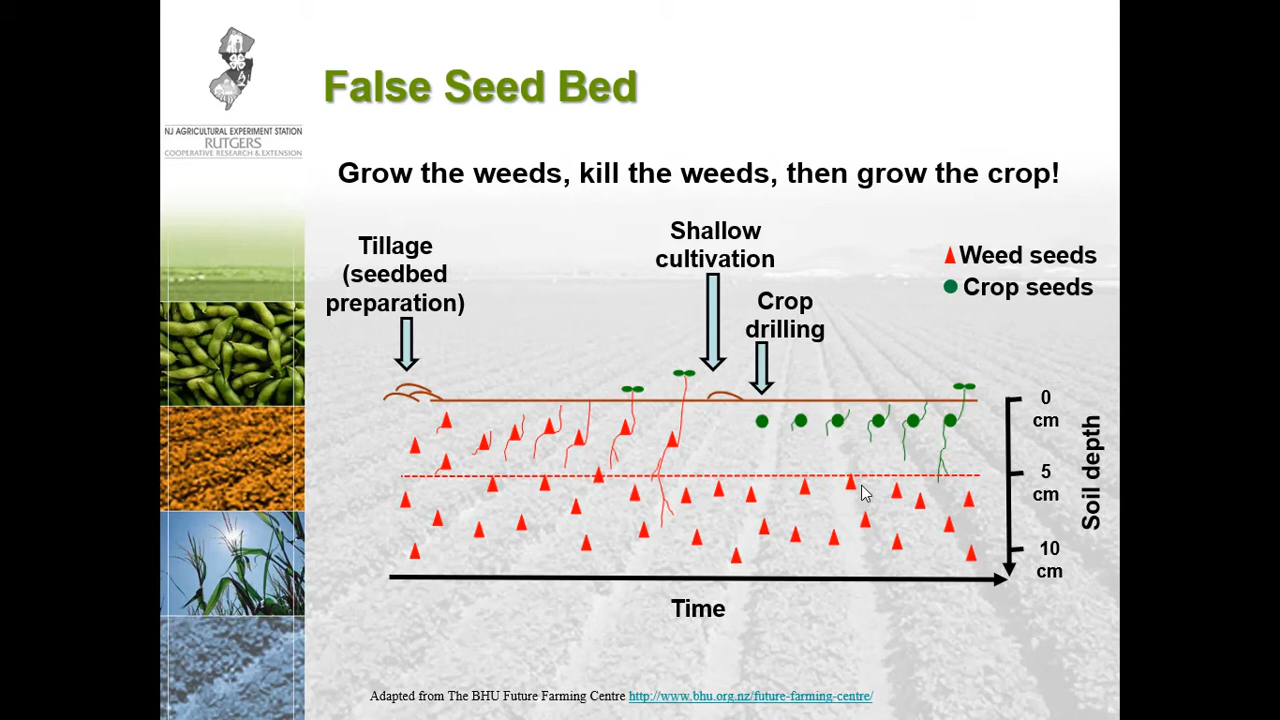 NJ AGRICULTURAL EXPERIMENT STATION
RUTGERS
COOPERATIVE RESEARCH & EXTENSION
False Seed Bed
Grow the weeds, kill the weeds, then grow the crop!
Tillage
(seedbed
preparation)
Shallow
cultivation
Crop
drilling
Weed seeds
Crop seeds
0
cm
5
cm
10
cm
Soil depth
Time
Adapted from The BHU Future Farming Centre http://www.bhu.org.nz/future-farming-centre/